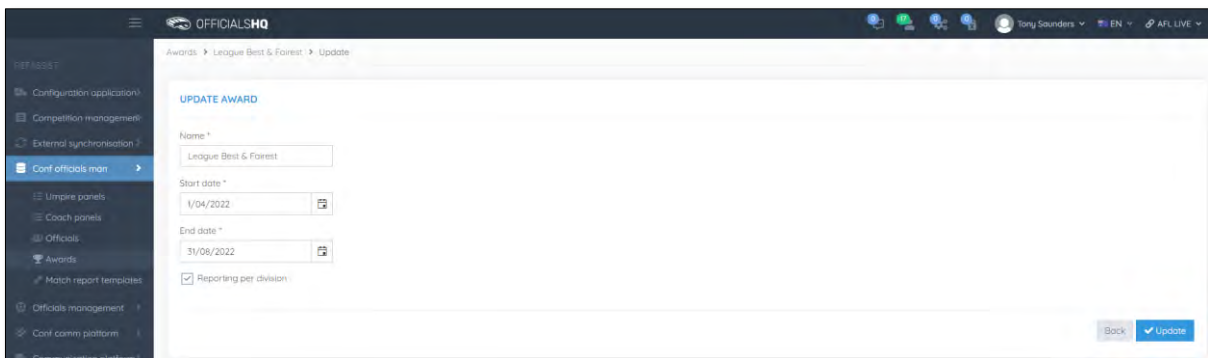 OFFICIALSHQ
Tony Saunders
EN
AFL LIVE
Awards > League Best & Fairest > Update
Configuration application
Competition management
External synchronisation
Conf officials man
Umpire panels
Coach panels
Officials
Awards
Match report templates
Officials management
Conf comm platform
Communication platform
UPDATE AWARD
Name *
League Best & Fairest
Start date *
1/04/2022
End date *
31/08/2022
Reporting per division
Back
Update